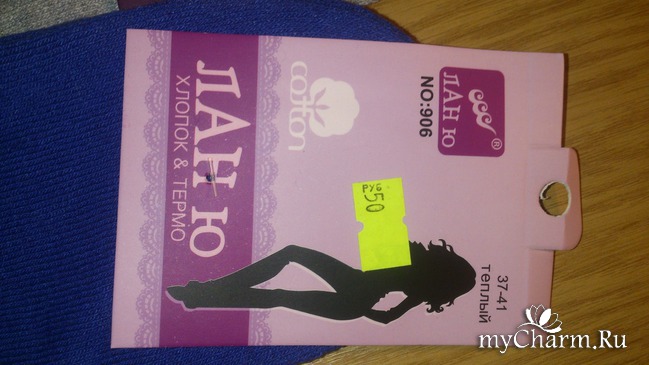 ЛАН Ю ®
NO:906
cotton
ЛАН Ю
ХЛОПОК & ТЕРМО
РУБ
50
37-41
теплый
myCharm.Ru